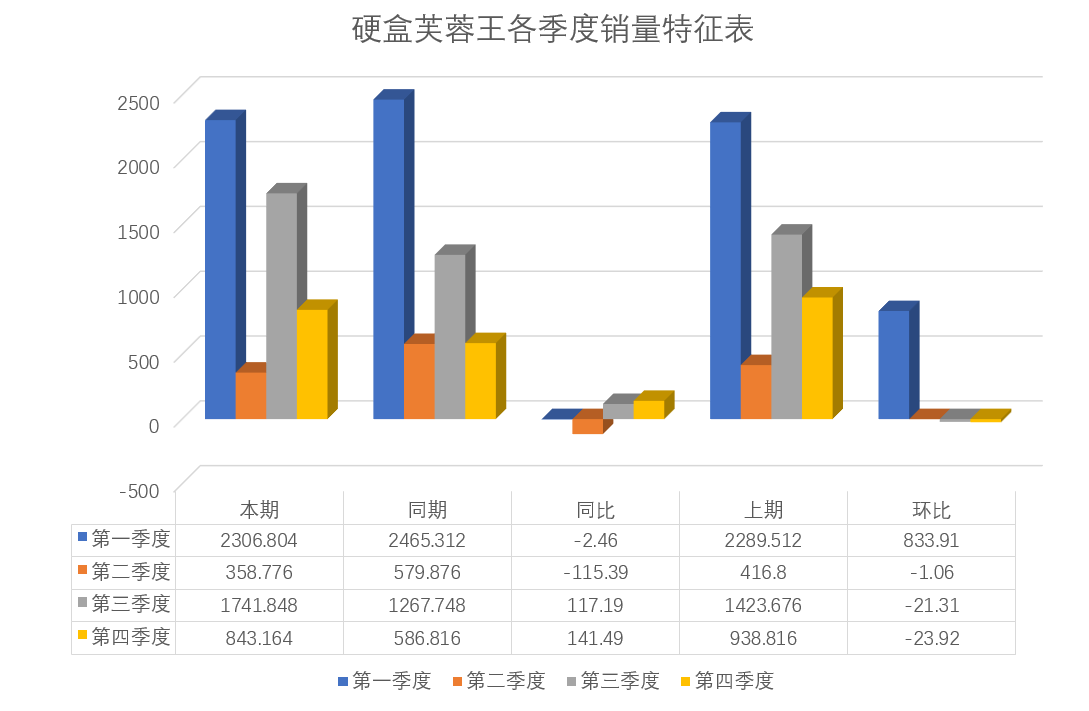 硬盒芙蓉王各季度销量特征表
2500
2000
1500
1000
500
0
-500
本期 同期 同比 上期 环比
第一季度 2306.804 2465.312 -2.46 2289.512 833.91
第二季度 358.776 579.876 -115.39 416.8 -1.06
第三季度 1741.848 1267.748 117.19 1423.676 -21.31
第四季度 843.164 586.816 141.49 938.816 -23.92
第一季度 第二季度 第三季度 第四季度